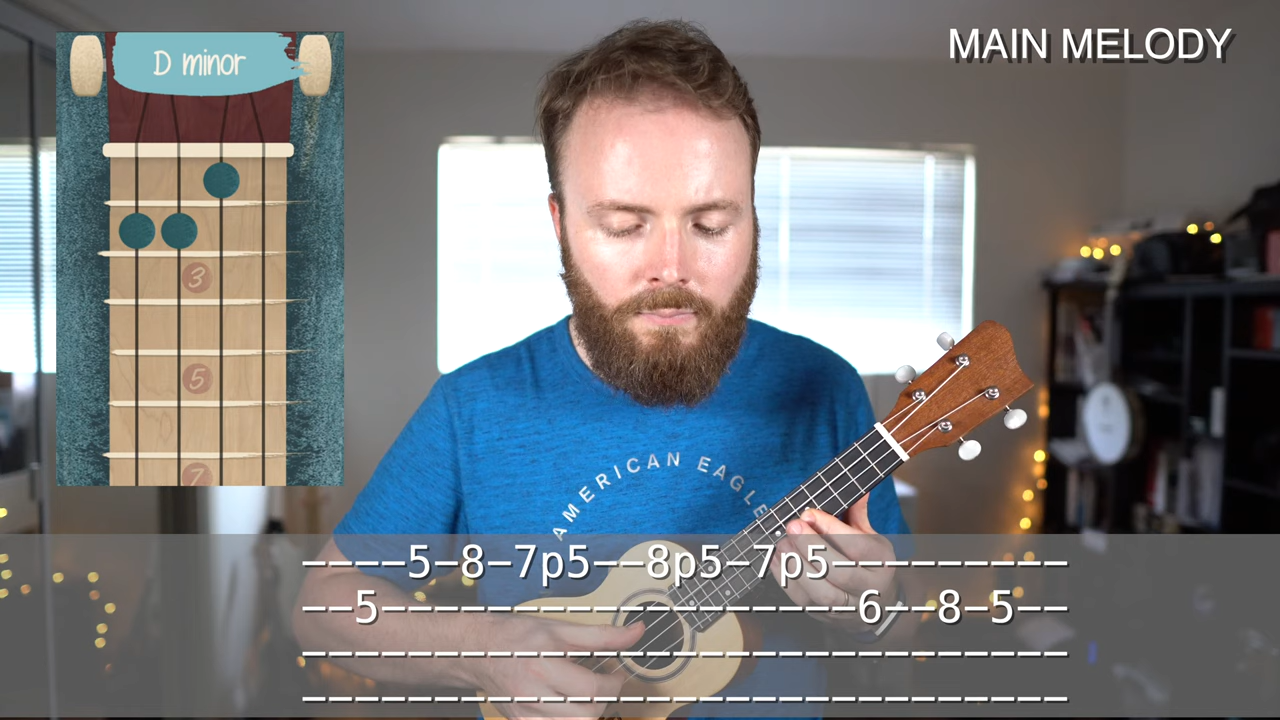 D minor
MAIN MELODY
3
5
7
AMERICAN EAGLE
----5-8-7p5--8p5-7p5---------
--5------------------6--8-5--
-----------------------------
-----------------------------